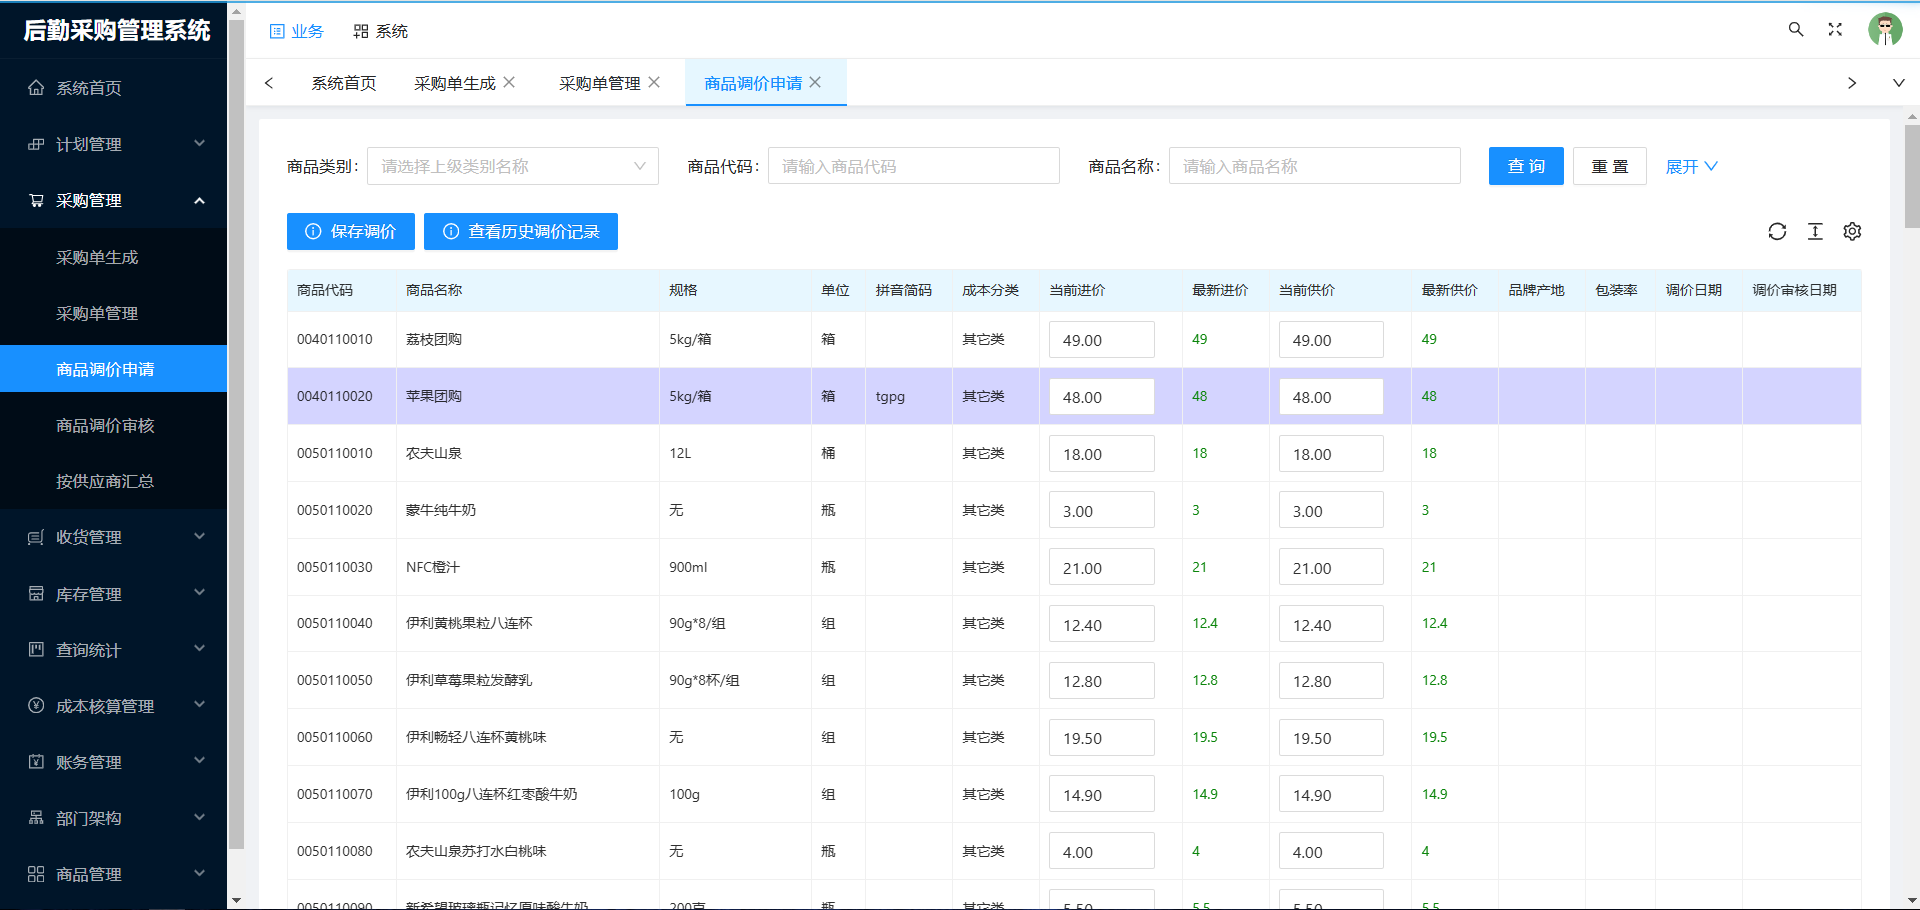 后勤采购管理系统
业务 系统
系统首页 采购单生成 采购单管理 商品调价申请
系统首页
计划管理
采购管理
采购单生成
采购单管理
商品调价申请
商品调价审核
按供应商汇总
收货管理
库存管理
查询统计
成本核算管理
账务管理
部门架构
商品管理
商品类别: 请选择上级类别名称 商品代码: 请输入商品代码 商品名称: 请输入商品名称 查 询 重 置 展开
保存调价 查看历史调价记录
商品代码 商品名称 规格 单位 拼音简码 成本分类 当前进价 最新进价 当前供价 最新供价 品牌产地 包装率 调价日期 调价审核日期
0040110010 荔枝团购 5kg/箱 箱 其它类 49.00 49 49.00 49
0040110020 苹果团购 5kg/箱 箱 tgpg 其它类 48.00 48 48.00 48
0050110010 农夫山泉 12L 桶 其它类 18.00 18 18.00 18
0050110020 蒙牛纯牛奶 无 瓶 其它类 3.00 3 3.00 3
0050110030 NFC橙汁 900ml 瓶 其它类 21.00 21 21.00 21
0050110040 伊利黄桃果粒八连杯 90g*8/组 组 其它类 12.40 12.4 12.40 12.4
0050110050 伊利草莓果粒发酵乳 90g*8杯/组 组 其它类 12.80 12.8 12.80 12.8
0050110060 伊利畅轻八连杯黄桃味 无 组 其它类 19.50 19.5 19.50 19.5
0050110070 伊利100g八连杯红枣酸牛奶 100g 组 其它类 14.90 14.9 14.90 14.9
0050110080 农夫山泉苏打水白桃味 无 瓶 其它类 4.00 4 4.00 4
0050110090 新希望玻璃瓶记忆原味酸牛奶 200克 瓶 其它类 5.50 5.5 5.50 5.5